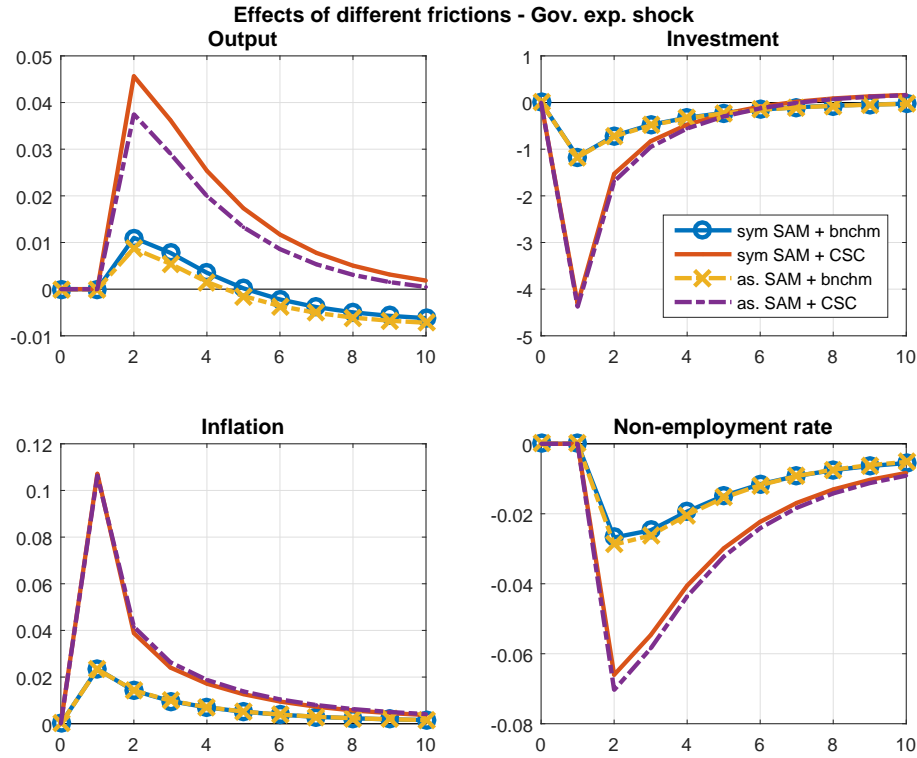 Effects of different frictions - Gov. exp. shock
Output
0.05
0.04
0.03
0.02
0.01
0
-0.01
0 2 4 6 8 10
Investment
1
0
-1
-2
-3
-4
-5
0 2 4 6 8 10
sym SAM + bnchm
sym SAM + CSC
as. SAM + bnchm
as. SAM + CSC
Inflation
0.12
0.1
0.08
0.06
0.04
0.02
0
0 2 4 6 8 10
Non-employment rate
0
-0.02
-0.04
-0.06
-0.08
0 2 4 6 8 10